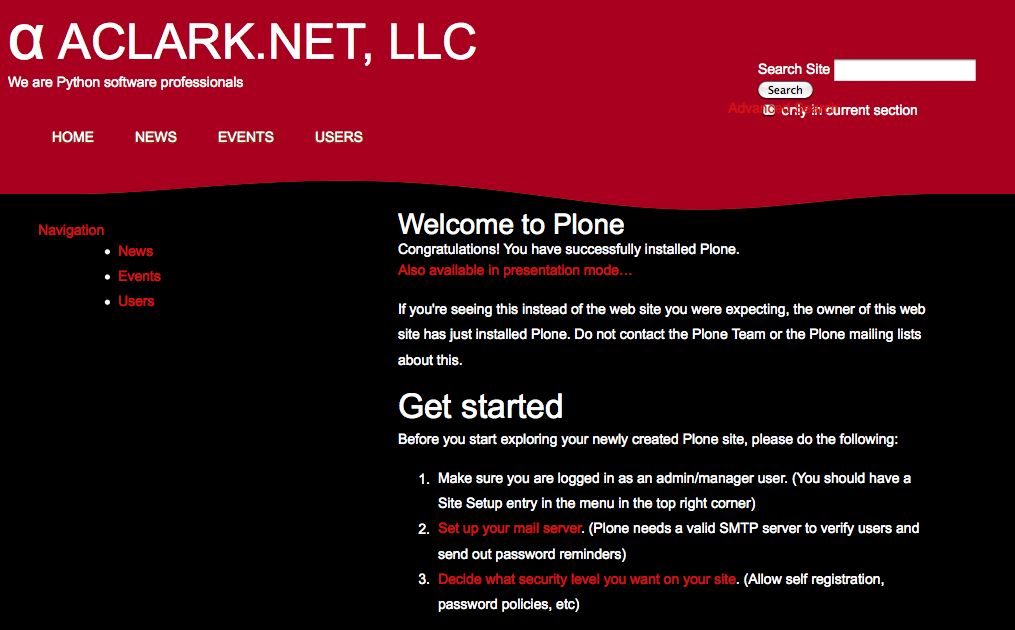 α ACLARK.NET, LLC
We are Python software professionals
Search Site
Search
Advanced Search
only in current section
HOME NEWS EVENTS USERS
Navigation
News
Events
Users
Welcome to Plone
Congratulations! You have successfully installed Plone.
Also available in presentation mode…
If you're seeing this instead of the web site you were expecting, the owner of this web
site has just installed Plone. Do not contact the Plone Team or the Plone mailing lists
about this.
Get started
Before you start exploring your newly created Plone site, please do the following:
1. Make sure you are logged in as an admin/manager user. (You should have a
Site Setup entry in the menu in the top right corner)
2. Set up your mail server. (Plone needs a valid SMTP server to verify users and
send out password reminders)
3. Decide what security level you want on your site. (Allow self registration,
password policies, etc)